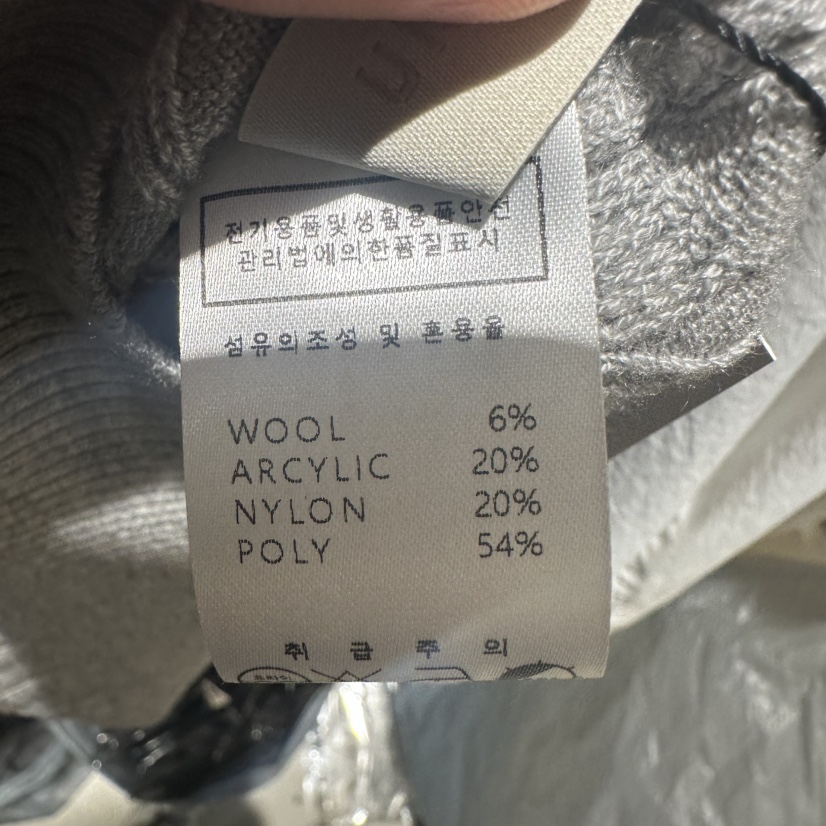 전기용품및생활용품안전
관리법에의한품질표시
섬유의조성 및 혼용율
WOOL 6%
ARCYLIC 20%
NYLON 20%
POLY 54%
취 급 주 의